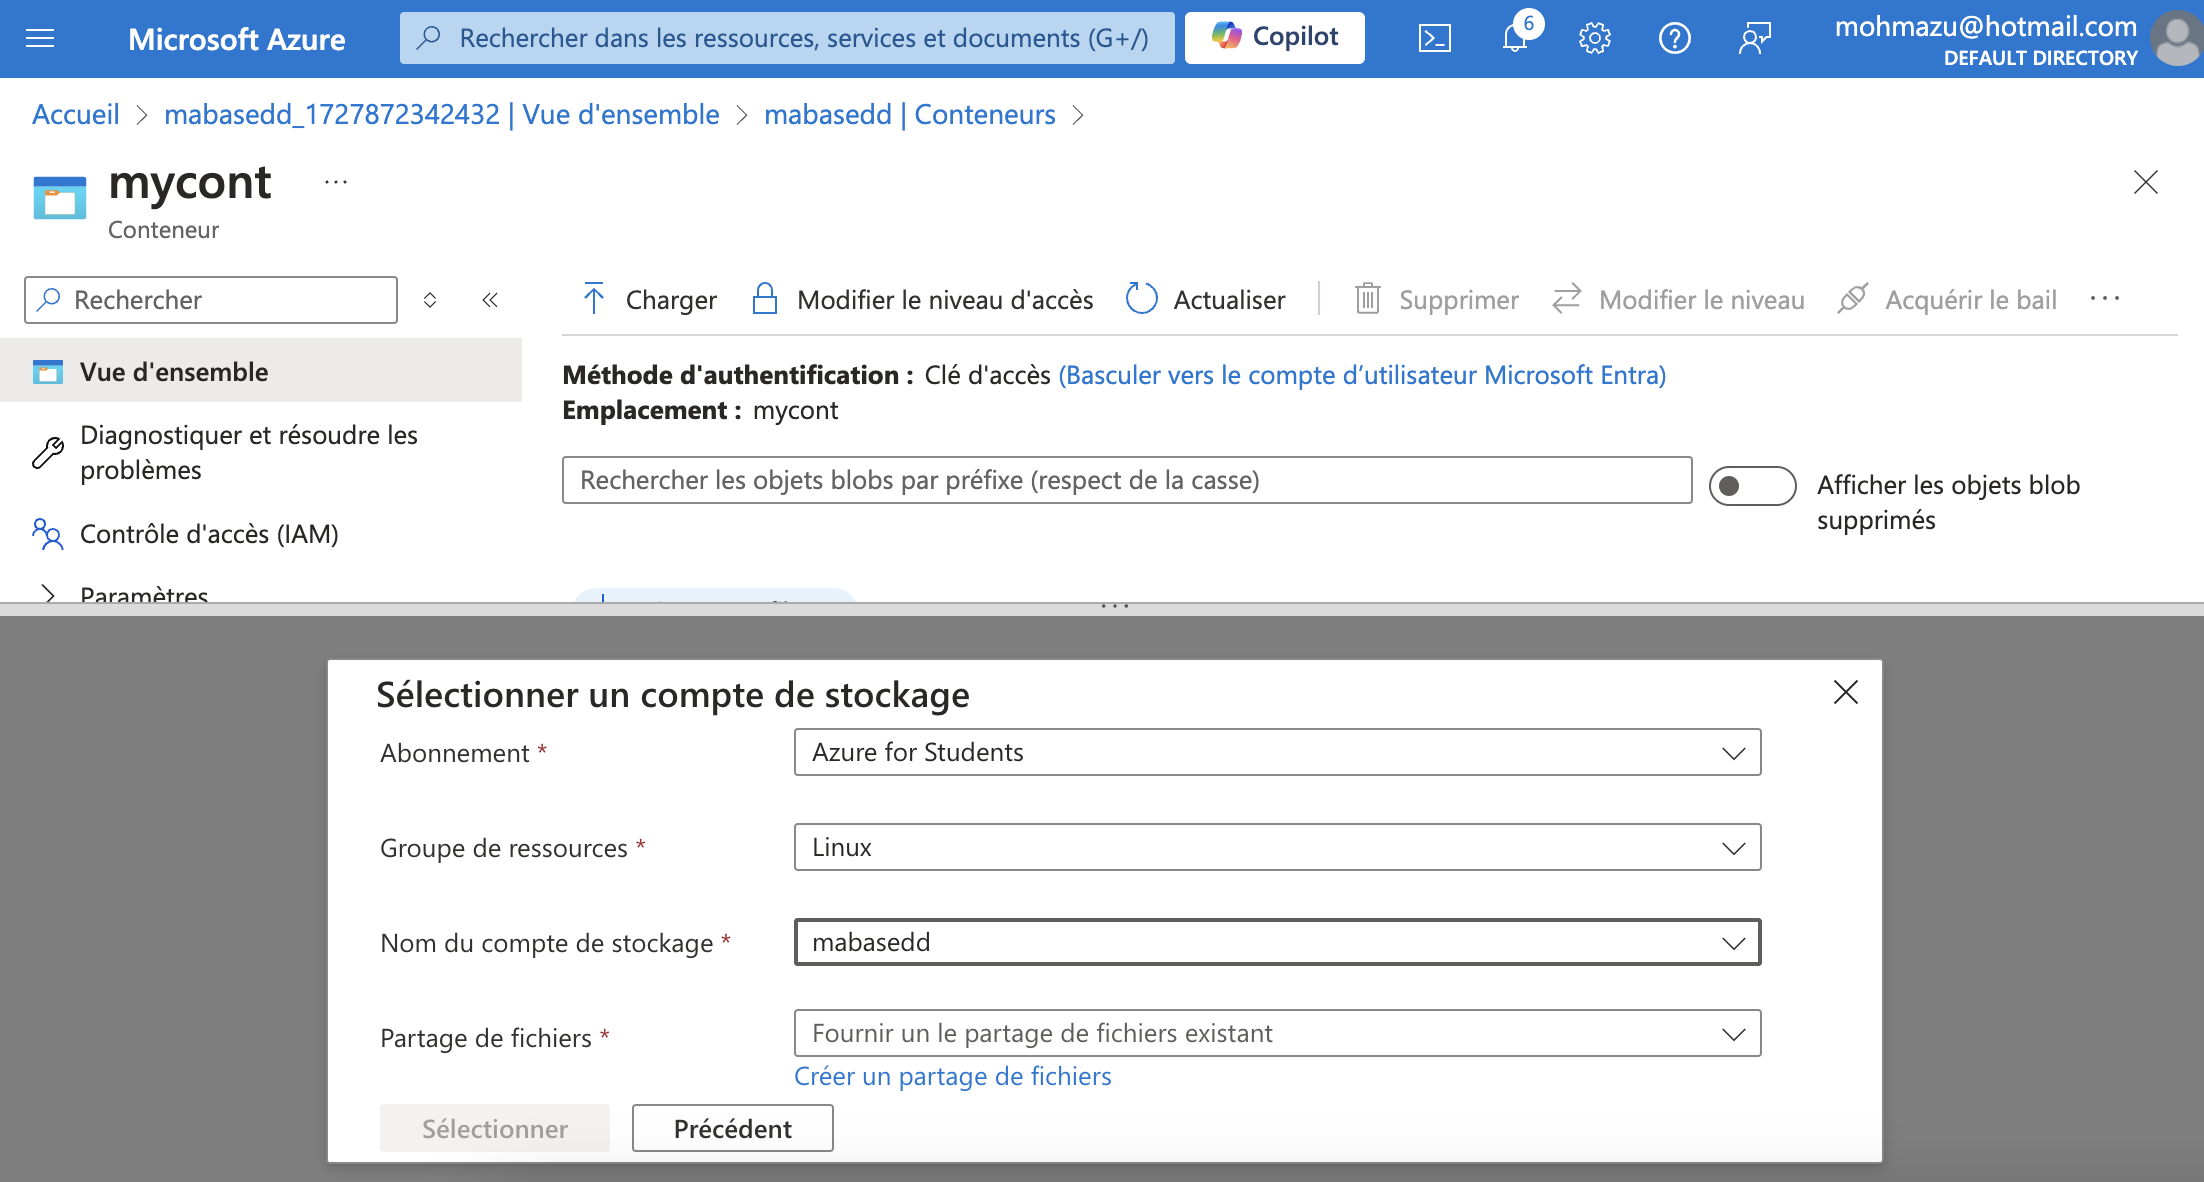 Microsoft Azure
Rechercher dans les ressources, services et documents (G+/)
Copilot
6
mohmazu@hotmail.com
DEFAULT DIRECTORY
Accueil > mabasedd_1727872342432 | Vue d'ensemble > mabasedd | Conteneurs >
mycont ...
Conteneur
Rechercher
Charger
Modifier le niveau d'accès
Actualiser
Supprimer
Modifier le niveau
Acquérir le bail
...
Vue d'ensemble
Diagnostiquer et résoudre les
problèmes
Contrôle d'accès (IAM)
Paramètres
Méthode d'authentification : Clé d'accès (Basculer vers le compte d’utilisateur Microsoft Entra)
Emplacement : mycont
Rechercher les objets blobs par préfixe (respect de la casse)
Afficher les objets blob
supprimés
Sélectionner un compte de stockage
Abonnement *
Azure for Students
Groupe de ressources *
Linux
Nom du compte de stockage *
mabasedd
Partage de fichiers *
Fournir un le partage de fichiers existant
Créer un partage de fichiers
Sélectionner
Précédent